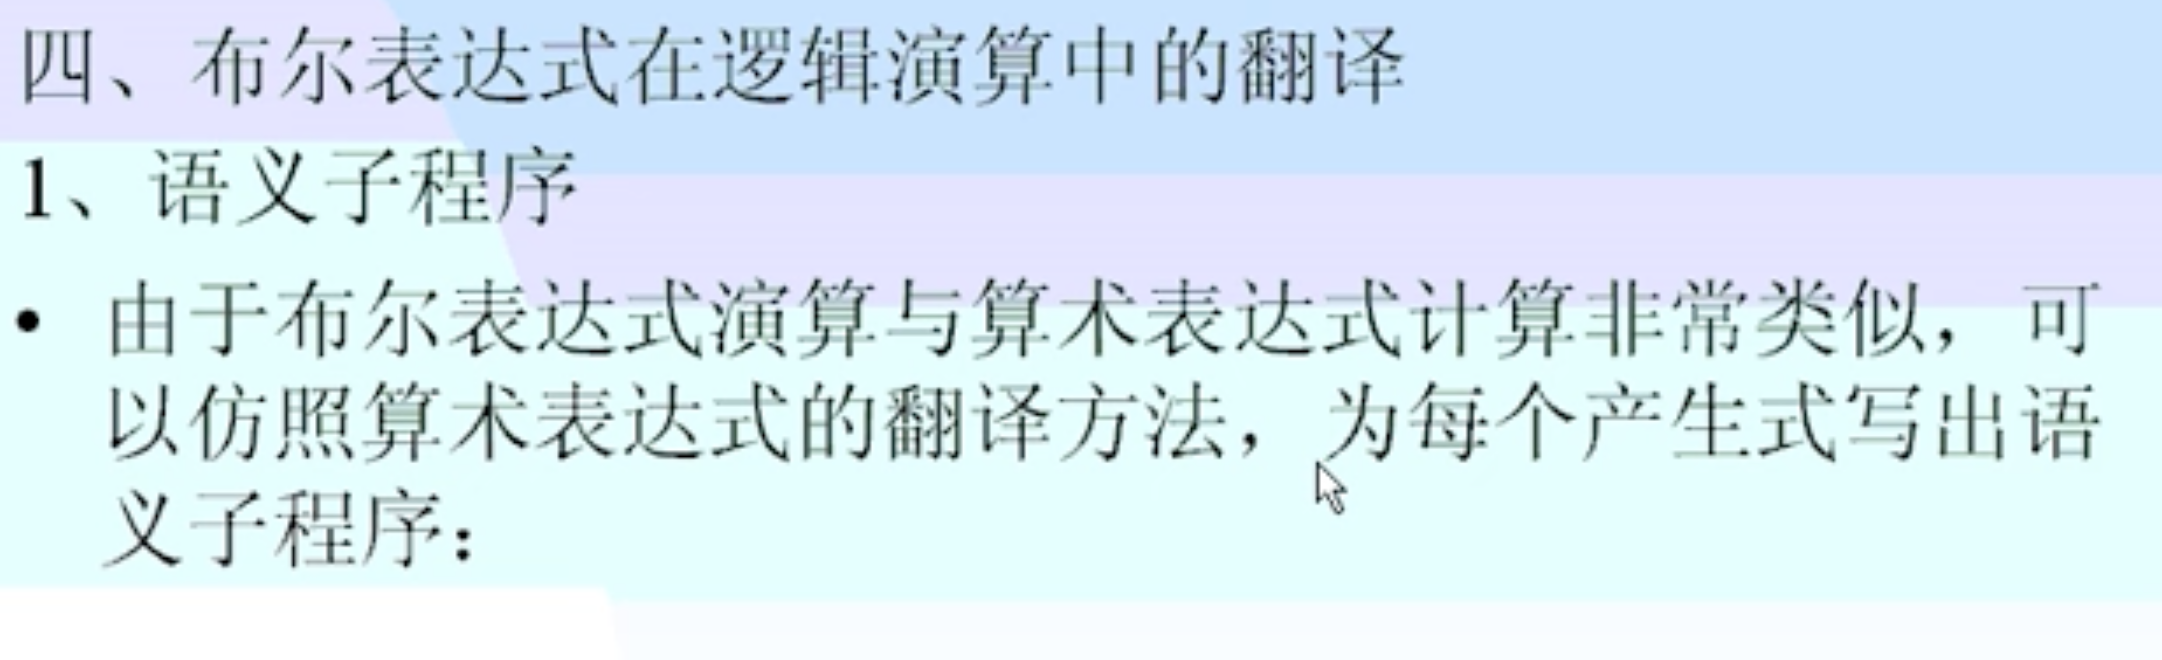 四、布尔表达式在逻辑演算中的翻译
1、语义子程序
• 由于布尔表达式演算与算术表达式计算非常类似，可
以仿照算术表达式的翻译方法，为每个产生式写出语
义子程序：